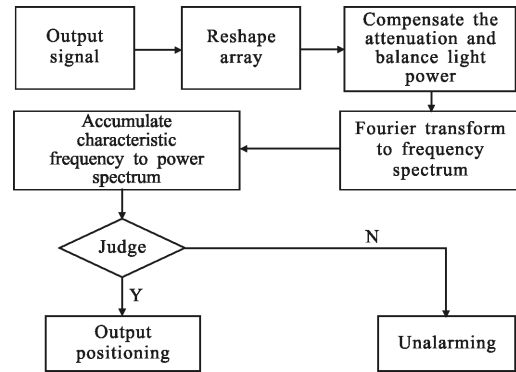 Output
signal
Reshape
array
Compensate the
attenuation and
balance light
power
Accumulate
characteristic
frequency to power
spectrum
Fourier transform
to frequency
spectrum
Judge
N
Y
Output
positioning
Unalarming